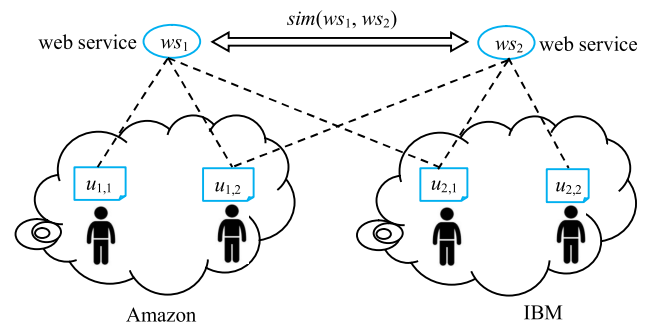 sim(ws1, ws2)
web service
ws1
ws2
web service
u1,1
u1,2
u2,1
u2,2
Amazon
IBM